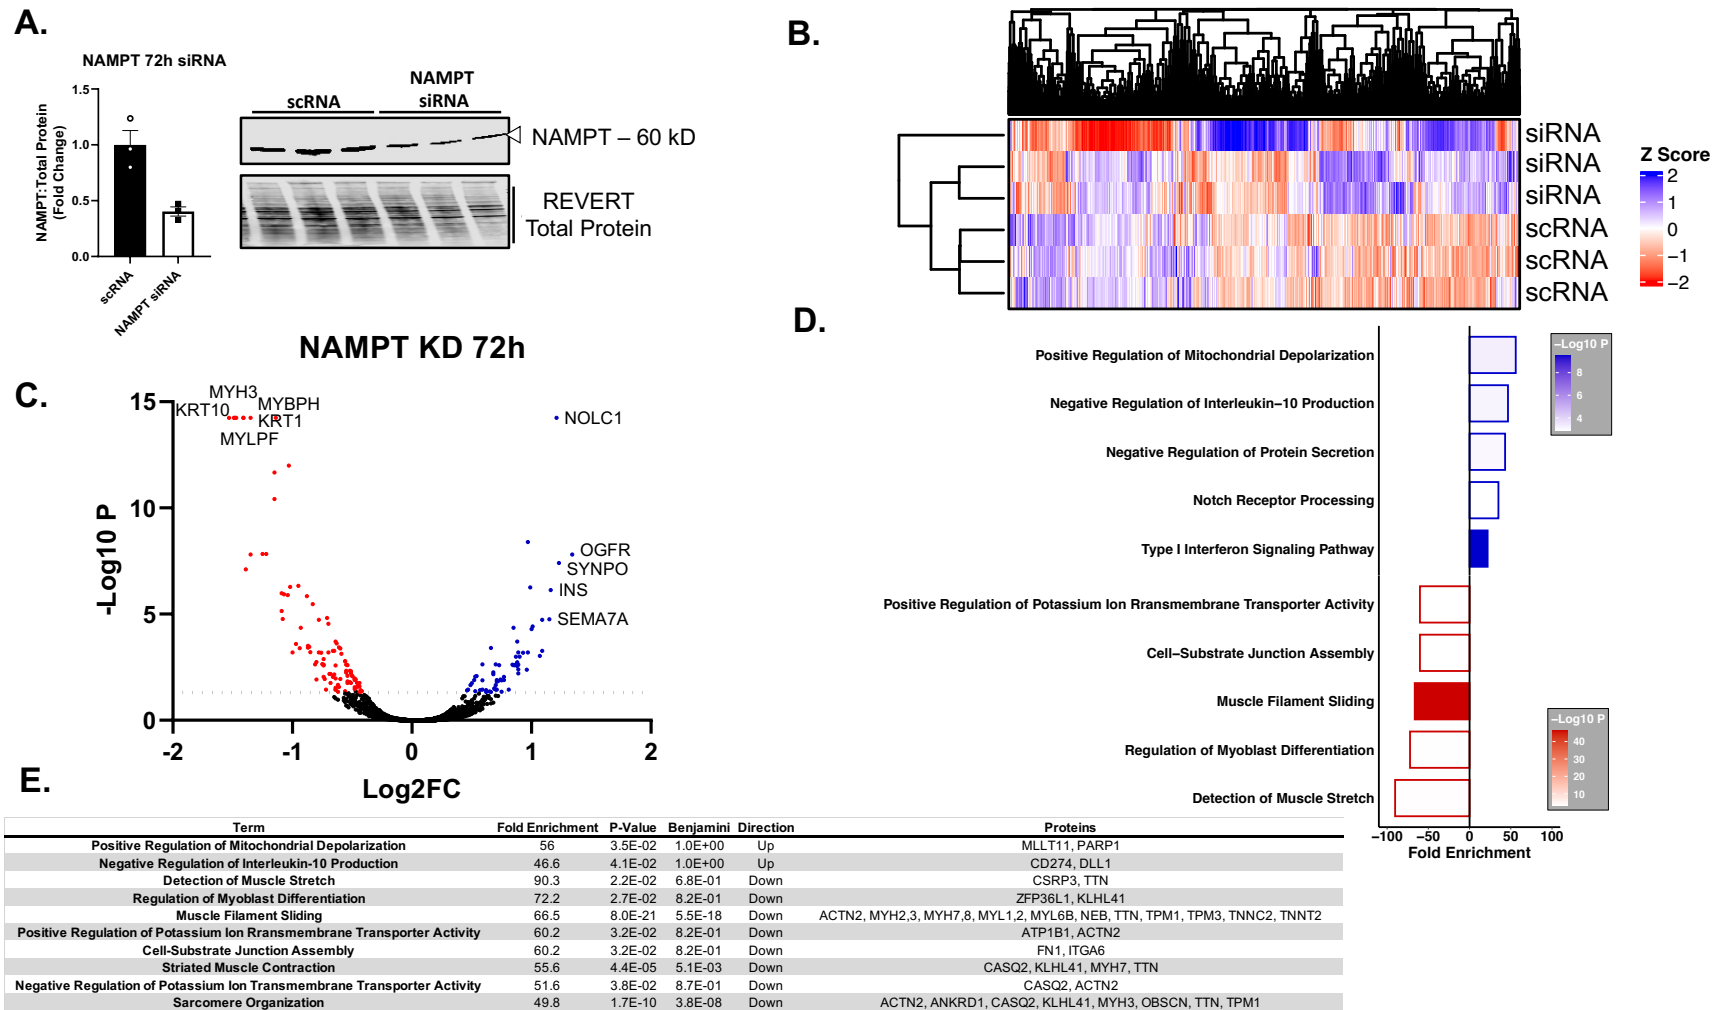 A.
NAMPT 72h siRNA
NAMPT:Total Protein
(Fold Change)
1.5
1.0
0.5
0.0
scRNA
NAMPT siRNA
scRNA
NAMPT
siRNA
NAMPT – 60 kD
REVERT
Total Protein
B.
siRNA
siRNA
siRNA
scRNA
scRNA
scRNA
Z Score
2
1
0
−1
−2
C.
NAMPT KD 72h
-Log10 P
15
10
5
0
-2
-1
0
1
2
Log2FC
MYH3
KRT10
MYBPH
KRT1
MYLPF
NOLC1
OGFR
SYNPO
INS
SEMA7A
D.
Positive Regulation of Mitochondrial Depolarization
Negative Regulation of Interleukin−10 Production
Negative Regulation of Protein Secretion
Notch Receptor Processing
Type I Interferon Signaling Pathway
Positive Regulation of Potassium Ion Rransmembrane Transporter Activity
Cell−Substrate Junction Assembly
Muscle Filament Sliding
Regulation of Myoblast Differentiation
Detection of Muscle Stretch
−100 −50 0 50 100
Fold Enrichment
−Log10 P
8
6
4
−Log10 P
40
30
20
10
E.
Term Fold Enrichment P-Value Benjamini Direction Proteins
Positive Regulation of Mitochondrial Depolarization 56 3.5E-02 1.0E+00 Up MLLT11, PARP1
Negative Regulation of Interleukin-10 Production 46.6 4.1E-02 1.0E+00 Up CD274, DLL1
Detection of Muscle Stretch 90.3 2.2E-02 6.8E-01 Down CSRP3, TTN
Regulation of Myoblast Differentiation 72.2 2.7E-02 8.2E-01 Down ZFP36L1, KLHL41
Muscle Filament Sliding 66.5 8.0E-21 5.5E-18 Down ACTN2, MYH2,3, MYH7,8, MYL1,2, MYL6B, NEB, TTN, TPM1, TPM3, TNNC2, TNNT2
Positive Regulation of Potassium Ion Rransmembrane Transporter Activity 60.2 3.2E-02 8.2E-01 Down ATP1B1, ACTN2
Cell-Substrate Junction Assembly 60.2 3.2E-02 8.2E-01 Down FN1, ITGA6
Striated Muscle Contraction 55.6 4.4E-05 5.1E-03 Down CASQ2, KLHL41, MYH7, TTN
Negative Regulation of Potassium Ion Transmembrane Transporter Activity 51.6 3.8E-02 8.7E-01 Down CASQ2, ACTN2
Sarcomere Organization 49.8 1.7E-10 3.8E-08 Down ACTN2, ANKRD1, CASQ2, KLHL41, MYH3, OBSCN, TTN, TPM1